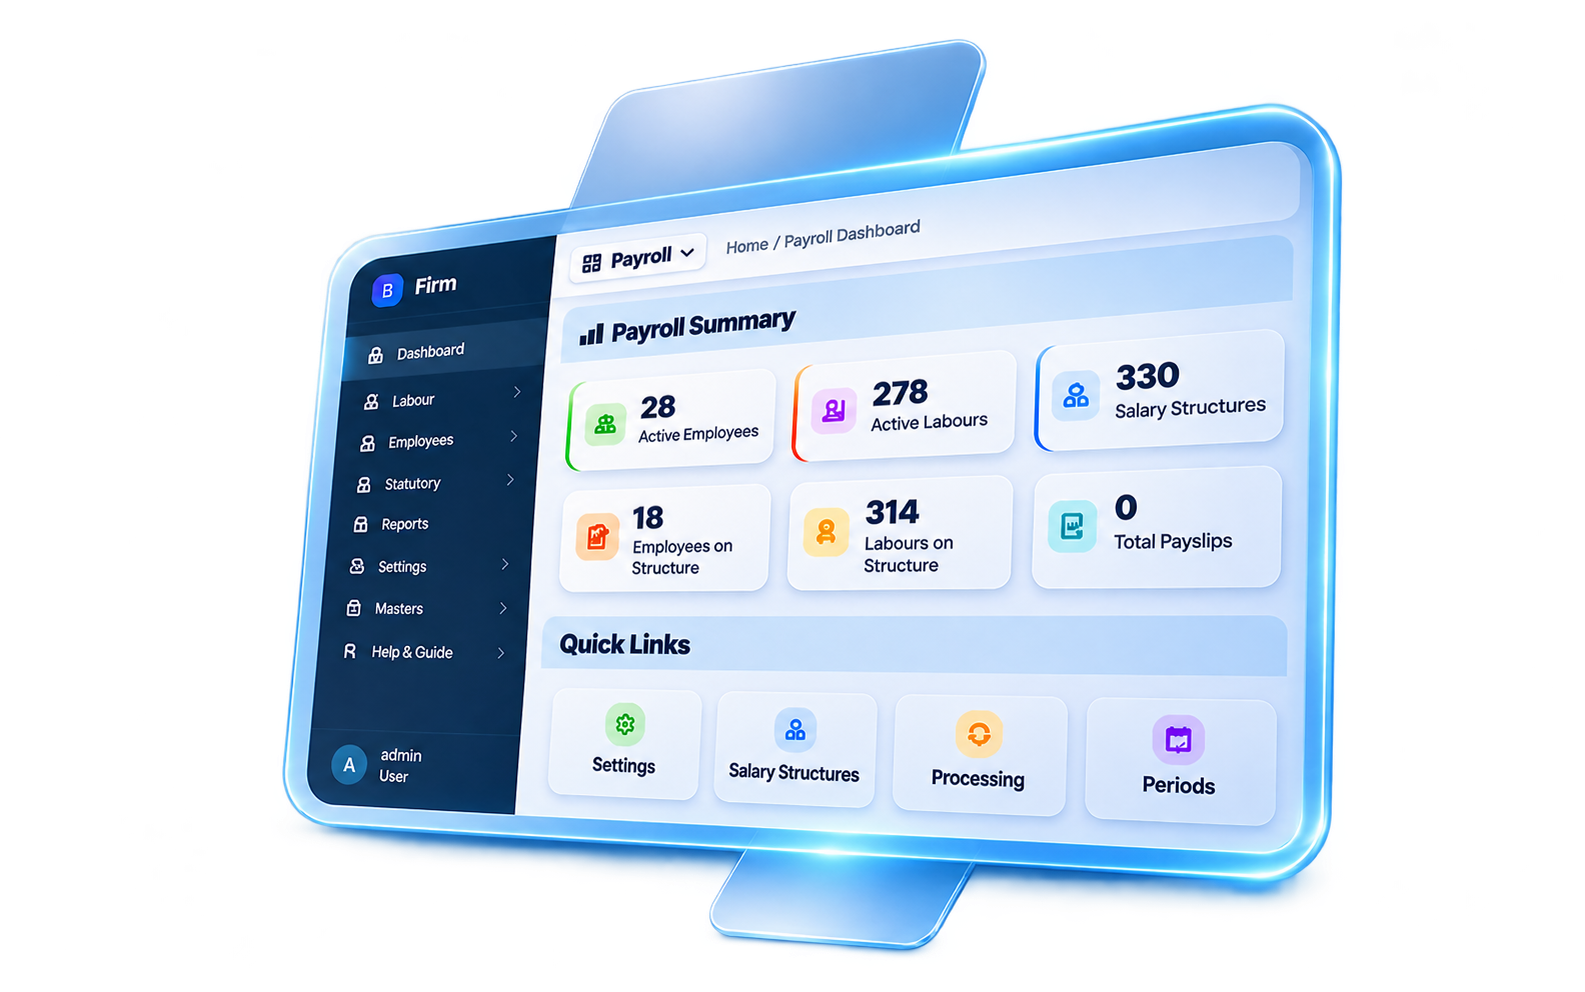 B Firm
Dashboard
Labour
Employees
Statutory
Reports
Settings
Masters
Help & Guide
A
admin
User
Payroll
Home / Payroll Dashboard
Payroll Summary
28
Active Employees
278
Active Labours
330
Salary Structures
18
Employees on
Structure
314
Labours on
Structure
0
Total Payslips
Quick Links
Settings
Salary Structures
Processing
Periods